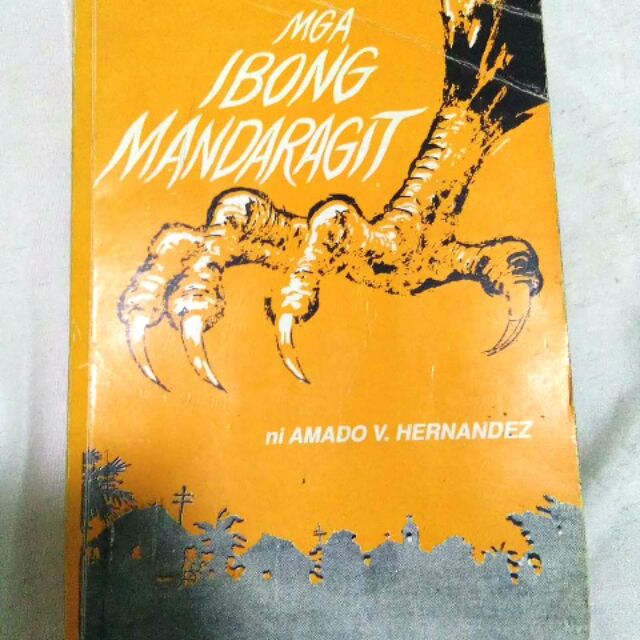 MGA
IBONG
MANDARAGIT
ni AMADO V. HERNANDEZ